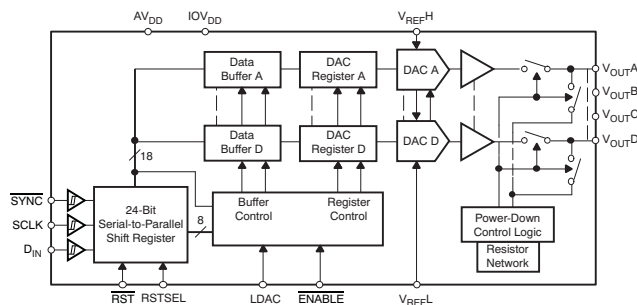 AVDD IOVDD VREFH
Data Buffer A
DAC Register A
DAC A
VOUTA
VOUTB
VOUTC
VOUTD
Data Buffer D
DAC Register D
DAC D
18
SYNC
SCLK
DIN
24-Bit
Serial-to-Parallel
Shift Register
8
Buffer Control
Register Control
Power-Down
Control Logic
Resistor
Network
RST RSTSEL LDAC ENABLE VREFL